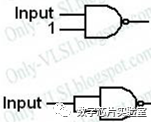 Input
1
Only-VLSI.blogspot.com
Input
数字芯片实验室